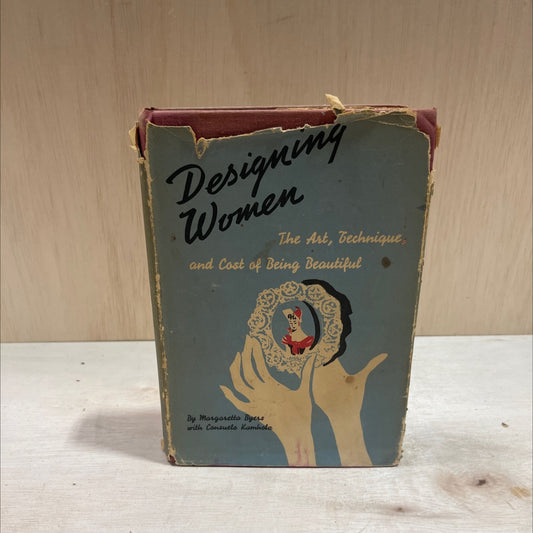 Designing
Women
The Art, Technique,
and Cost of Being Beautiful
By Margaretta Byers
with Consuelo Kamholz